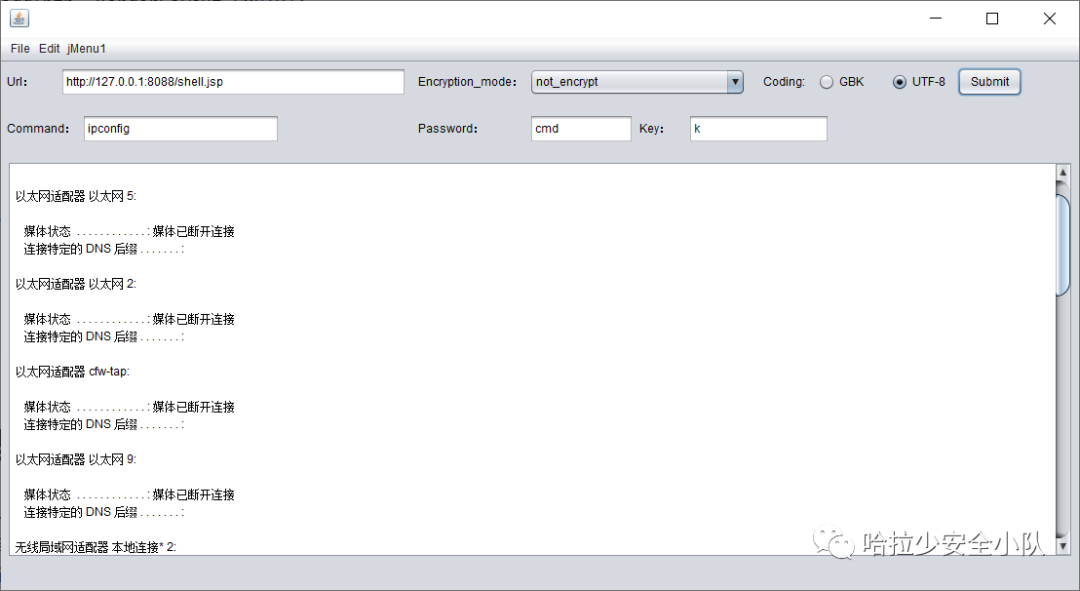 File Edit jMenu1
Url: http://127.0.0.1:8088/shell.jsp Encryption_mode: not_encrypt Coding: GBK UTF-8 Submit
Command: ipconfig Password: cmd Key: k
以太网适配器 以太网 5:
媒体状态 . . . . . . . . . . . . : 媒体已断开连接
连接特定的 DNS 后缀 . . . . . . . :
以太网适配器 以太网 2:
媒体状态 . . . . . . . . . . . . : 媒体已断开连接
连接特定的 DNS 后缀 . . . . . . . :
以太网适配器 cfw-tap:
媒体状态 . . . . . . . . . . . . : 媒体已断开连接
连接特定的 DNS 后缀 . . . . . . . :
以太网适配器 以太网 9:
媒体状态 . . . . . . . . . . . . : 媒体已断开连接
连接特定的 DNS 后缀 . . . . . . . :
无线局域网适配器 本地连接* 2:
哈拉少安全小队